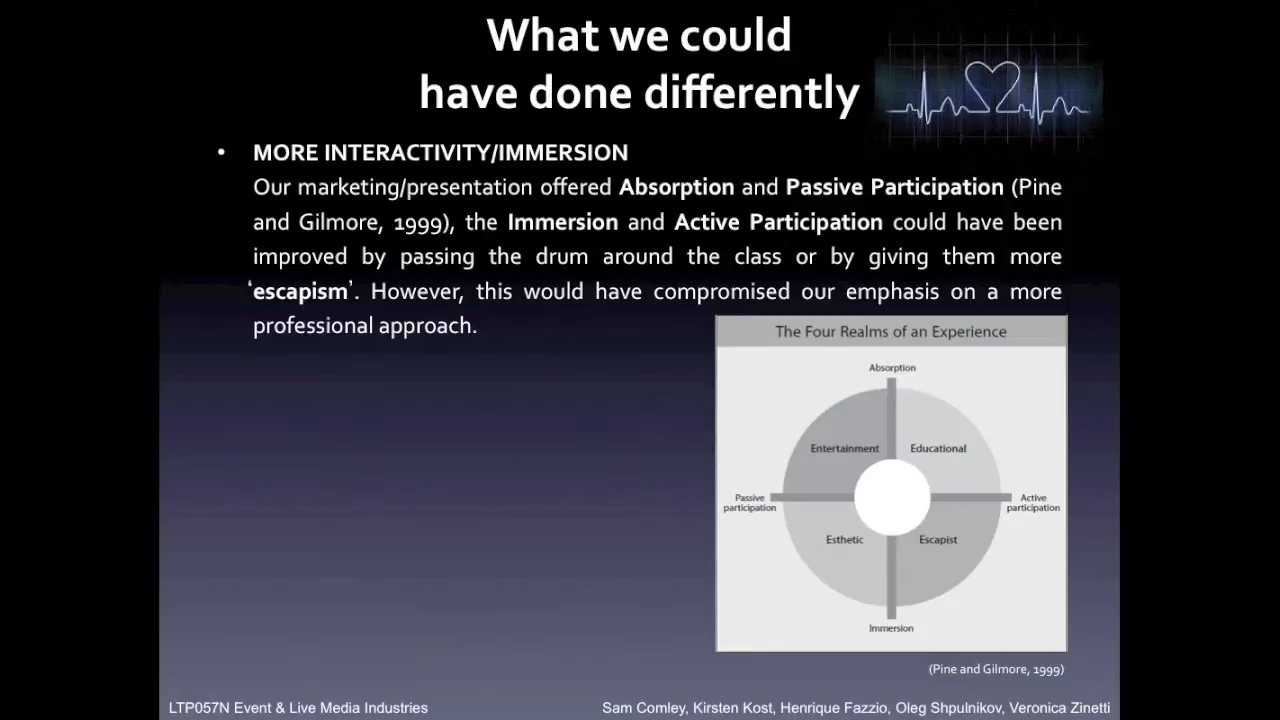 What we could
have done differently
• MORE INTERACTIVITY/IMMERSION
Our marketing/presentation offered Absorption and Passive Participation (Pine
and Gilmore, 1999), the Immersion and Active Participation could have been
improved by passing the drum around the class or by giving them more
‘escapism’. However, this would have compromised our emphasis on a more
professional approach.
The Four Realms of an Experience
Absorption
Entertainment
Educational
Passive
participation
Active
participation
Esthetic
Escapist
Immersion
(Pine and Gilmore, 1999)
LTP057N Event & Live Media Industries
Sam Comley, Kirsten Kost, Henrique Fazzio, Oleg Shpulnikov, Veronica Zinetti